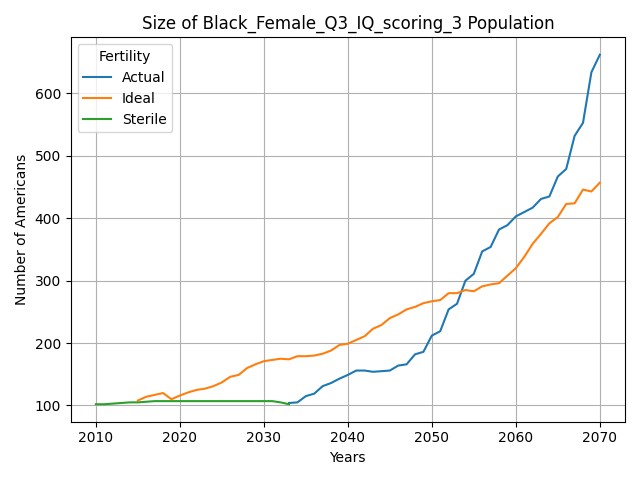 Size of Black_Female_Q3_IQ_scoring_3 Population
Fertility
Actual
Ideal
Sterile
Number of Americans
600
500
400
300
200
100
2010 2020 2030 2040 2050 2060 2070
Years